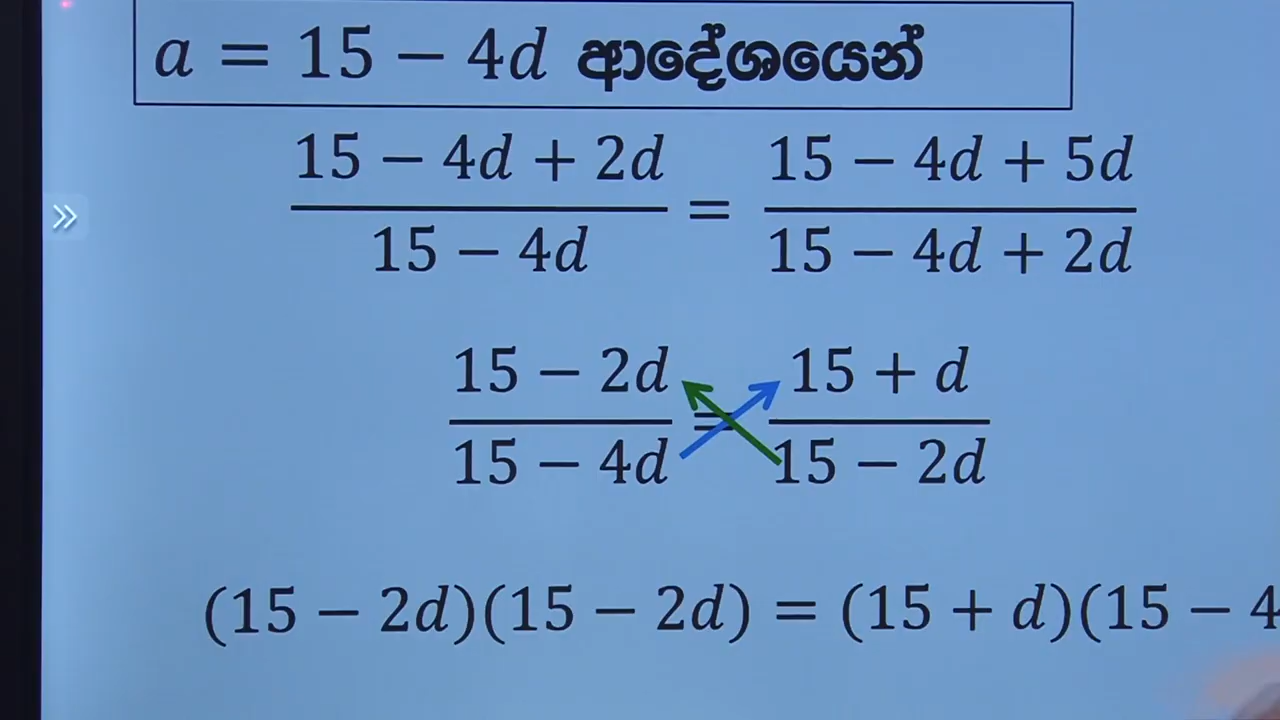 a = 15 − 4d ආදේශයෙන්
(15 − 4d + 2d)/(15 − 4d) = (15 − 4d + 5d)/(15 − 4d + 2d)
(15 − 2d)/(15 − 4d) = (15 + d)/(15 − 2d)
(15 − 2d)(15 − 2d) = (15 + d)(15 − 4